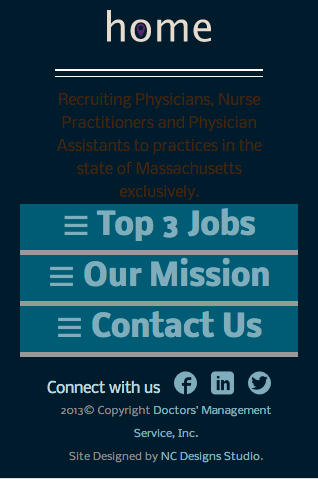 home
Recruiting Physicians, Nurse
Practitioners and Physician
Assistants to practices in the
state of Massachusetts
exclusively.
Top 3 Jobs
Our Mission
Contact Us
Connect with us
2013© Copyright Doctors' Management
Service, Inc.
Site Designed by NC Designs Studio.